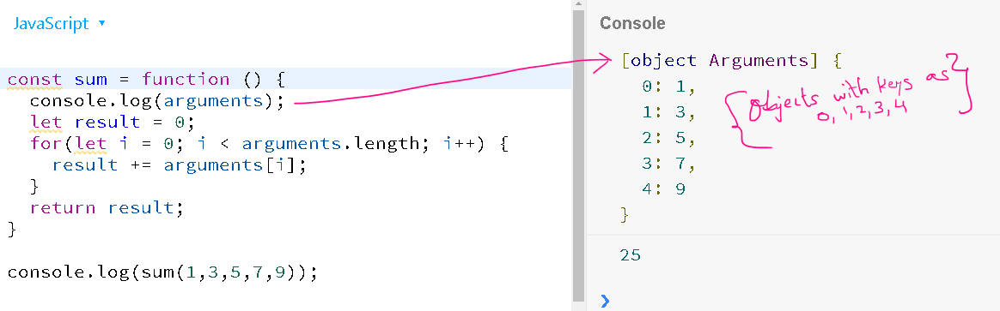 JavaScript ▼
const sum = function () {
console.log(arguments);
let result = 0;
for(let i = 0; i < arguments.length; i++) {
result += arguments[i];
}
return result;
}
console.log(sum(1,3,5,7,9));
Console
[object Arguments] {
0: 1,
1: 3,
2: 5,
3: 7,
4: 9
}
{ Objects with keys as }
0, 1, 2, 3, 4
25